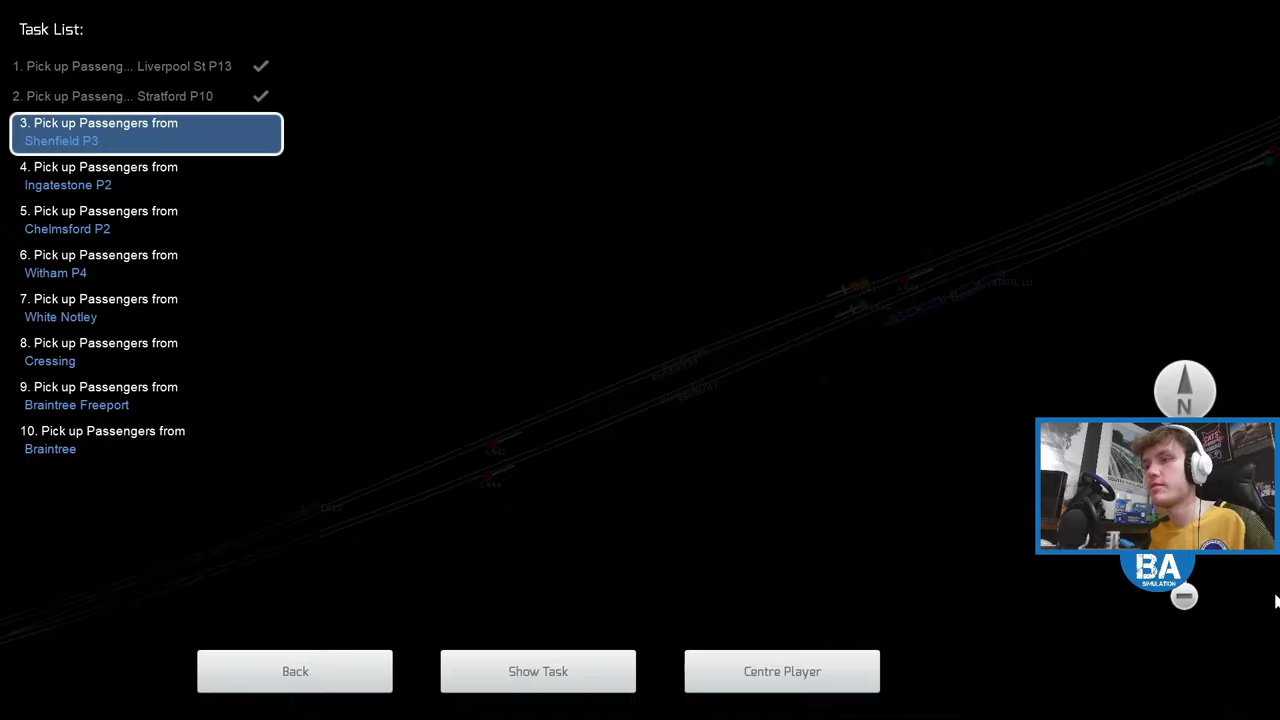 Task List:
1. Pick up Passeng... Liverpool St P13
2. Pick up Passeng... Stratford P10
3. Pick up Passengers from
Shenfield P3
4. Pick up Passengers from
Ingatestone P2
5. Pick up Passengers from
Chelmsford P2
6. Pick up Passengers from
Witham P4
7. Pick up Passengers from
White Notley
8. Pick up Passengers from
Cressing
9. Pick up Passengers from
Braintree Freeport
10. Pick up Passengers from
Braintree
N
BA
SIMULATION
Back
Show Task
Centre Player